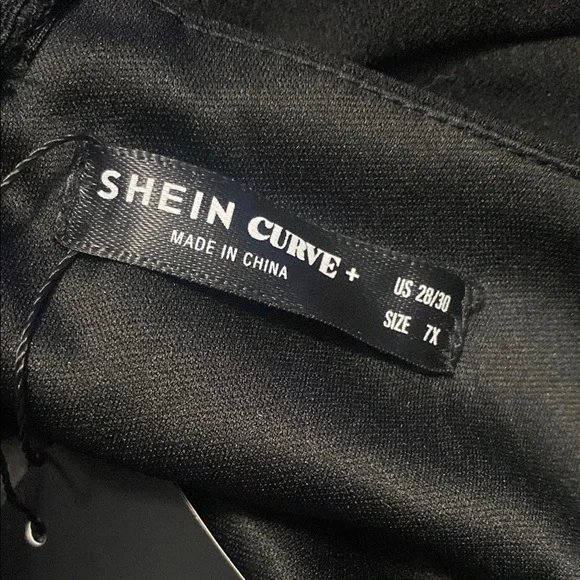 SHEIN CURVE +
MADE IN CHINA
US 28/30
SIZE 7X